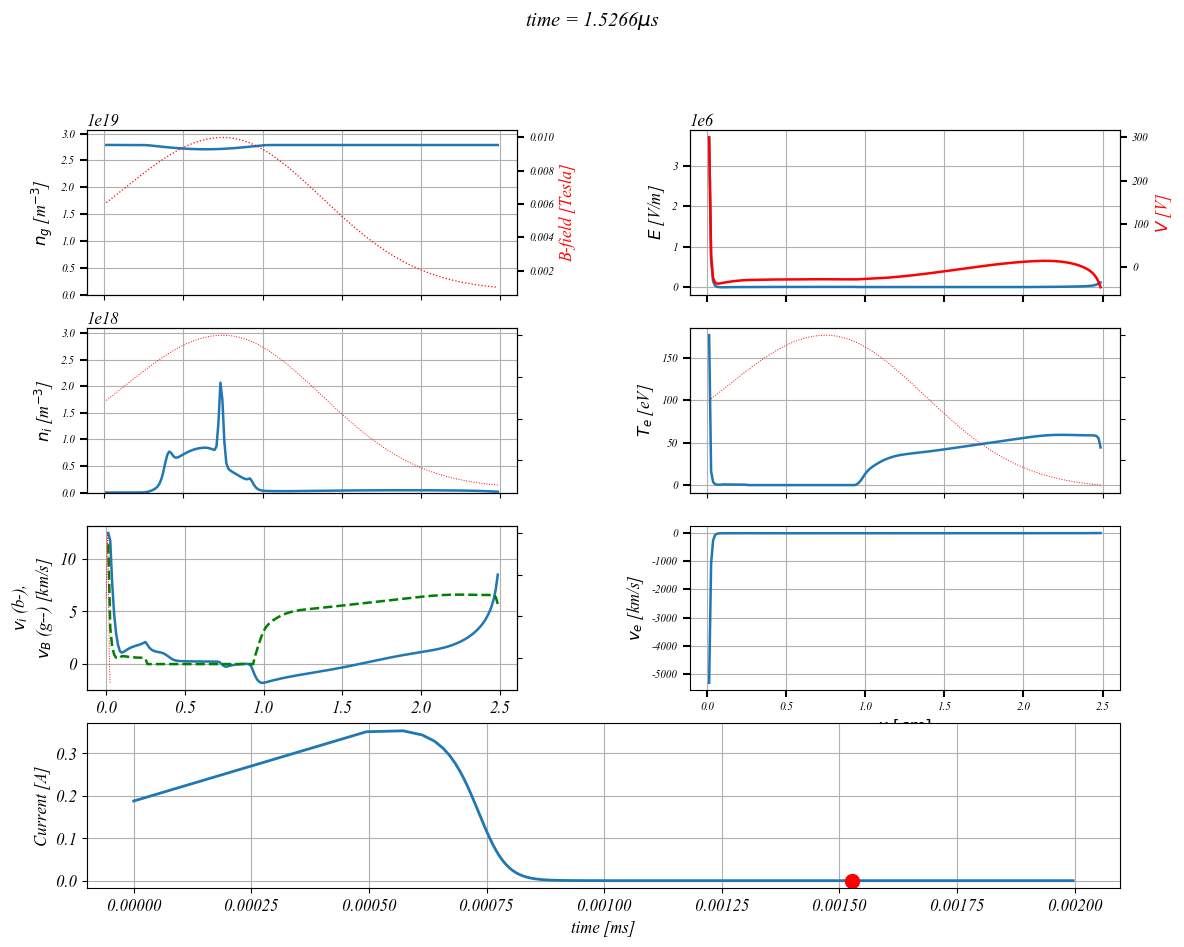 time = 1.5266μs
1e19
3.0
2.5
2.0
1.5
1.0
0.5
0.0
n_g [m⁻³]
0.010
0.008
0.006
0.004
0.002
B-field [Tesla]
1e6
3
2
1
0
E [V/m]
300
200
100
0
V [V]
1e18
3.0
2.5
2.0
1.5
1.0
0.5
0.0
n_i [m⁻³]
150
100
50
0
T_e [eV]
10
5
0
v_i (b-),
v_B (g--) [km/s]
0.0 0.5 1.0 1.5 2.0 2.5
0
-1000
-2000
-3000
-4000
-5000
v_e [km/s]
0.0 0.5 1.0 1.5 2.0 2.5
0.3
0.2
0.1
0.0
Current [A]
0.00000 0.00025 0.00050 0.00075 0.00100 0.00125 0.00150 0.00175 0.00200
time [ms]